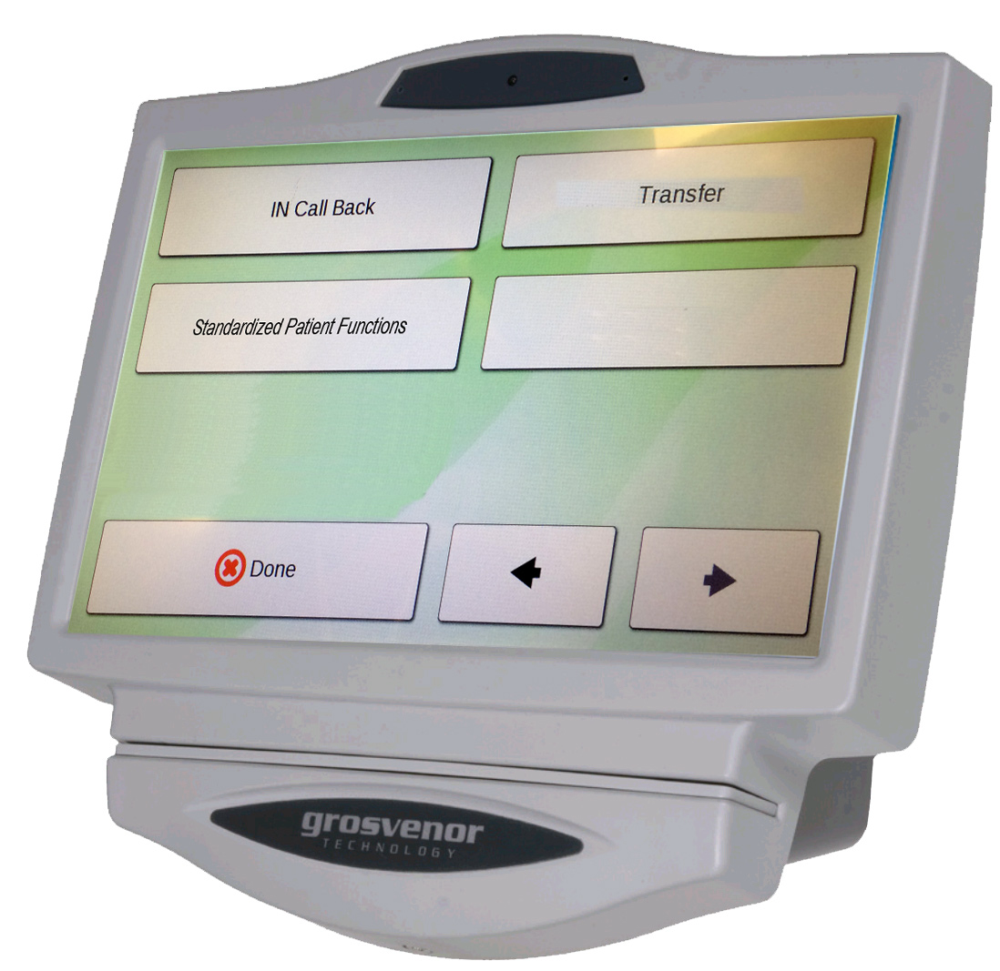 IN Call Back
Transfer
Standardized Patient Functions
Done
grosvenor
TECHNOLOGY